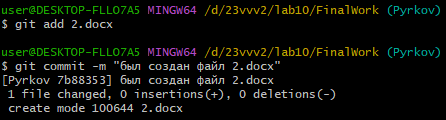 user@DESKTOP-FLLO7A5 MINGW64 /d/23vvv2/lab10/FinalWork (Pyrkov)
$ git add 2.docx
user@DESKTOP-FLLO7A5 MINGW64 /d/23vvv2/lab10/FinalWork (Pyrkov)
$ git commit -m "был создан файл 2.docx"
[Pyrkov 7b88353] был создан файл 2.docx
1 file changed, 0 insertions(+), 0 deletions(-)
create mode 100644 2.docx